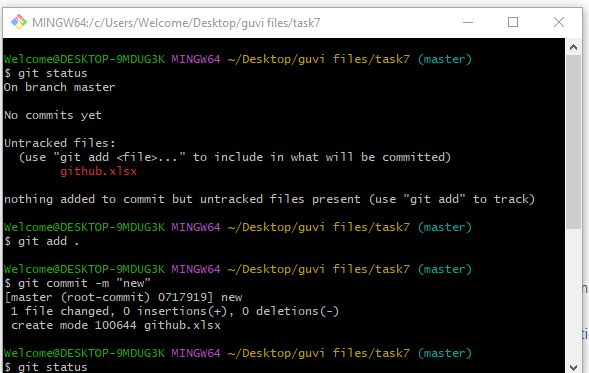 MINGW64:/c/Users/Welcome/Desktop/guvi files/task7
Welcome@DESKTOP-9MDUG3K MINGW64 ~/Desktop/guvi files/task7 (master)
$ git status
On branch master
No commits yet
Untracked files:
(use "git add <file>..." to include in what will be committed)
github.xlsx
nothing added to commit but untracked files present (use "git add" to track)
Welcome@DESKTOP-9MDUG3K MINGW64 ~/Desktop/guvi files/task7 (master)
$ git add .
Welcome@DESKTOP-9MDUG3K MINGW64 ~/Desktop/guvi files/task7 (master)
$ git commit -m "new"
[master (root-commit) 0717919] new
1 file changed, 0 insertions(+), 0 deletions(-)
create mode 100644 github.xlsx
Welcome@DESKTOP-9MDUG3K MINGW64 ~/Desktop/guvi files/task7 (master)
$ git status